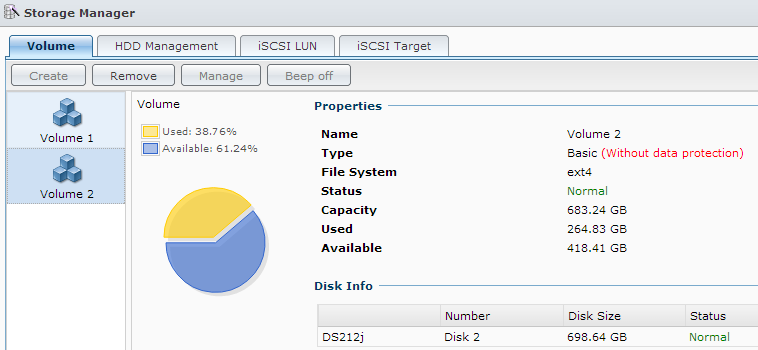 Storage Manager
Volume HDD Management iSCSI LUN iSCSI Target
Create Remove Manage Beep off
Volume 1
Volume 2
Volume
Used: 38.76%
Available: 61.24%
Properties
Name Volume 2
Type Basic (Without data protection)
File System ext4
Status Normal
Capacity 683.24 GB
Used 264.83 GB
Available 418.41 GB
Disk Info
Number Disk Size Status
DS212j Disk 2 698.64 GB Normal